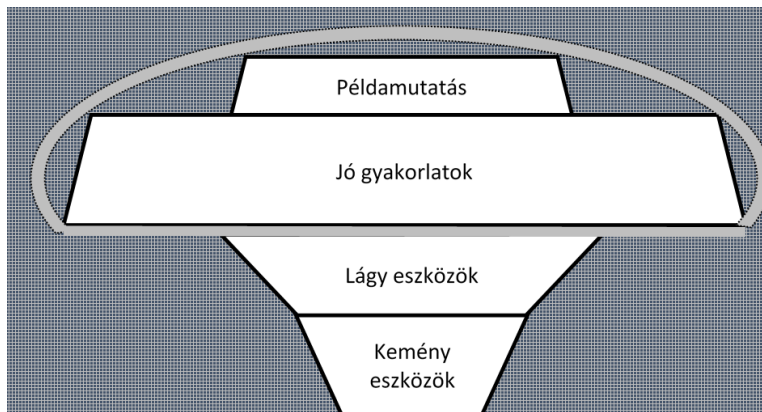 Példamutatás
Jó gyakorlatok
Lágy eszközök
Kemény
eszközök